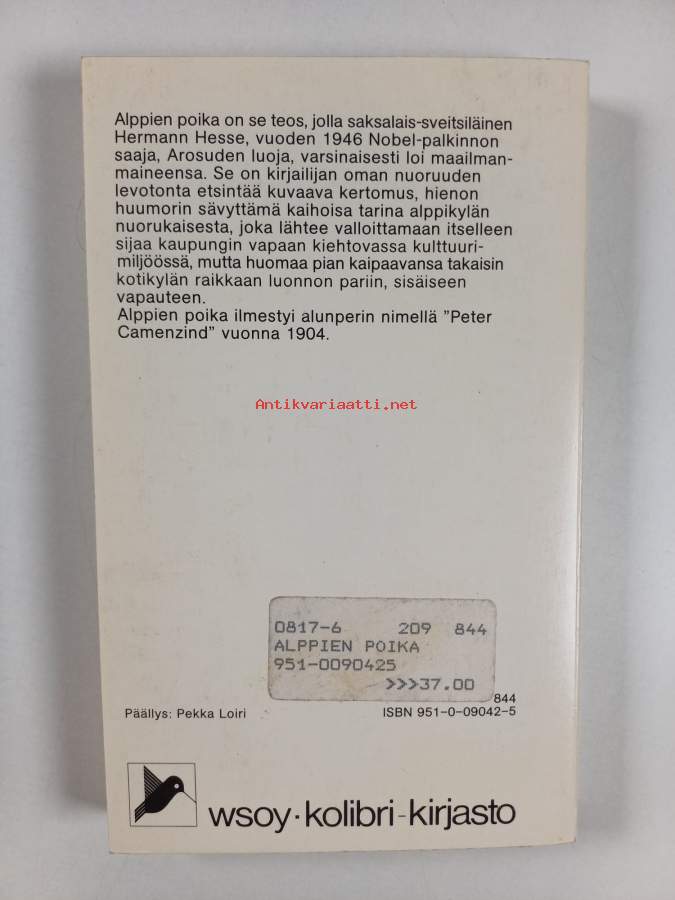 Alppien poika on se teos, jolla saksalais-sveitsiläinen
Hermann Hesse, vuoden 1946 Nobel-palkinnon
saaja, Arosuden luoja, varsinaisesti loi maailman-
maineensa. Se on kirjailijan oman nuoruuden
levotonta etsintää kuvaava kertomus, hienon
huumorin sävyttämä kaihoisa tarina alppikylän
nuorukaisesta, joka lähtee valloittamaan itselleen
sijaa kaupungin vapaan kiehtovassa kulttuuri-
miljöössä, mutta huomaa pian kaipaavansa takaisin
kotikylän raikkaan luonnon pariin, sisäiseen
vapauteen.
Alppien poika ilmestyi alunperin nimellä ”Peter
Camenzind” vuonna 1904.
Antikvariaatti.net
0817-6 209 844
ALPPIEN POIKA
951-0090425
>>>37.00
844
Päällys: Pekka Loiri ISBN 951-0-09042-5
wsoy·kolibri-kirjasto